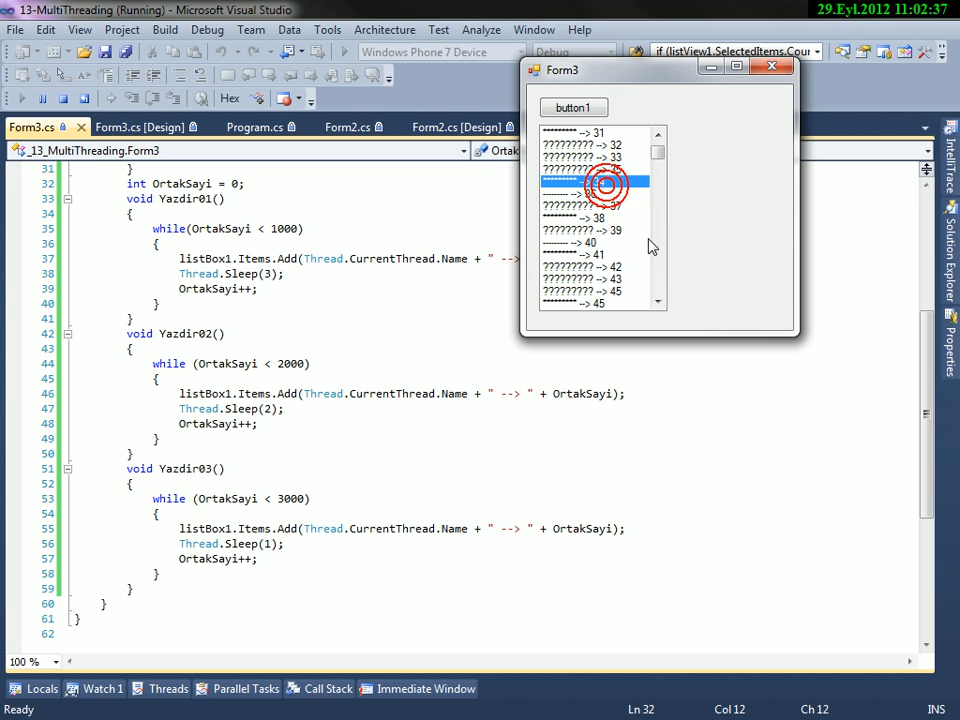 13-MultiThreading (Running) - Microsoft Visual Studio
29.Eyl.2012 11:02:37
File Edit View Project Build Debug Team Data Tools Architecture Test Analyze Window Help
Windows Phone 7 Device Debug if (listView1.SelectedItems.Cour
Hex
Form3.cs Form3.cs [Design] Program.cs Form2.cs Form2.cs [Design]
_13_MultiThreading.Form3
31 }
32 int OrtakSayi = 0;
33 void Yazdir01()
34 {
35 while(OrtakSayi < 1000)
36 {
37 listBox1.Items.Add(Thread.CurrentThread.Name + " -->
38 Thread.Sleep(3);
39 OrtakSayi++;
40 }
41 }
42 void Yazdir02()
43 {
44 while (OrtakSayi < 2000)
45 {
46 listBox1.Items.Add(Thread.CurrentThread.Name + " --> " + OrtakSayi);
47 Thread.Sleep(2);
48 OrtakSayi++;
49 }
50 }
51 void Yazdir03()
52 {
53 while (OrtakSayi < 3000)
54 {
55 listBox1.Items.Add(Thread.CurrentThread.Name + " --> " + OrtakSayi);
56 Thread.Sleep(1);
57 OrtakSayi++;
58 }
59 }
60 }
61 }
62
Form3
button1
********* --> 31
????????? --> 32
????????? --> 33
????????? --> 35
*********
--------- --> 36
????????? --> 37
********* --> 38
????????? --> 39
--------- --> 40
********* --> 41
????????? --> 42
????????? --> 43
????????? --> 45
********* --> 45
IntelliTrace
Solution Explorer
Properties
100 %
Locals Watch 1 Threads Parallel Tasks Call Stack Immediate Window
Ready Ln 32 Col 12 Ch 12 INS